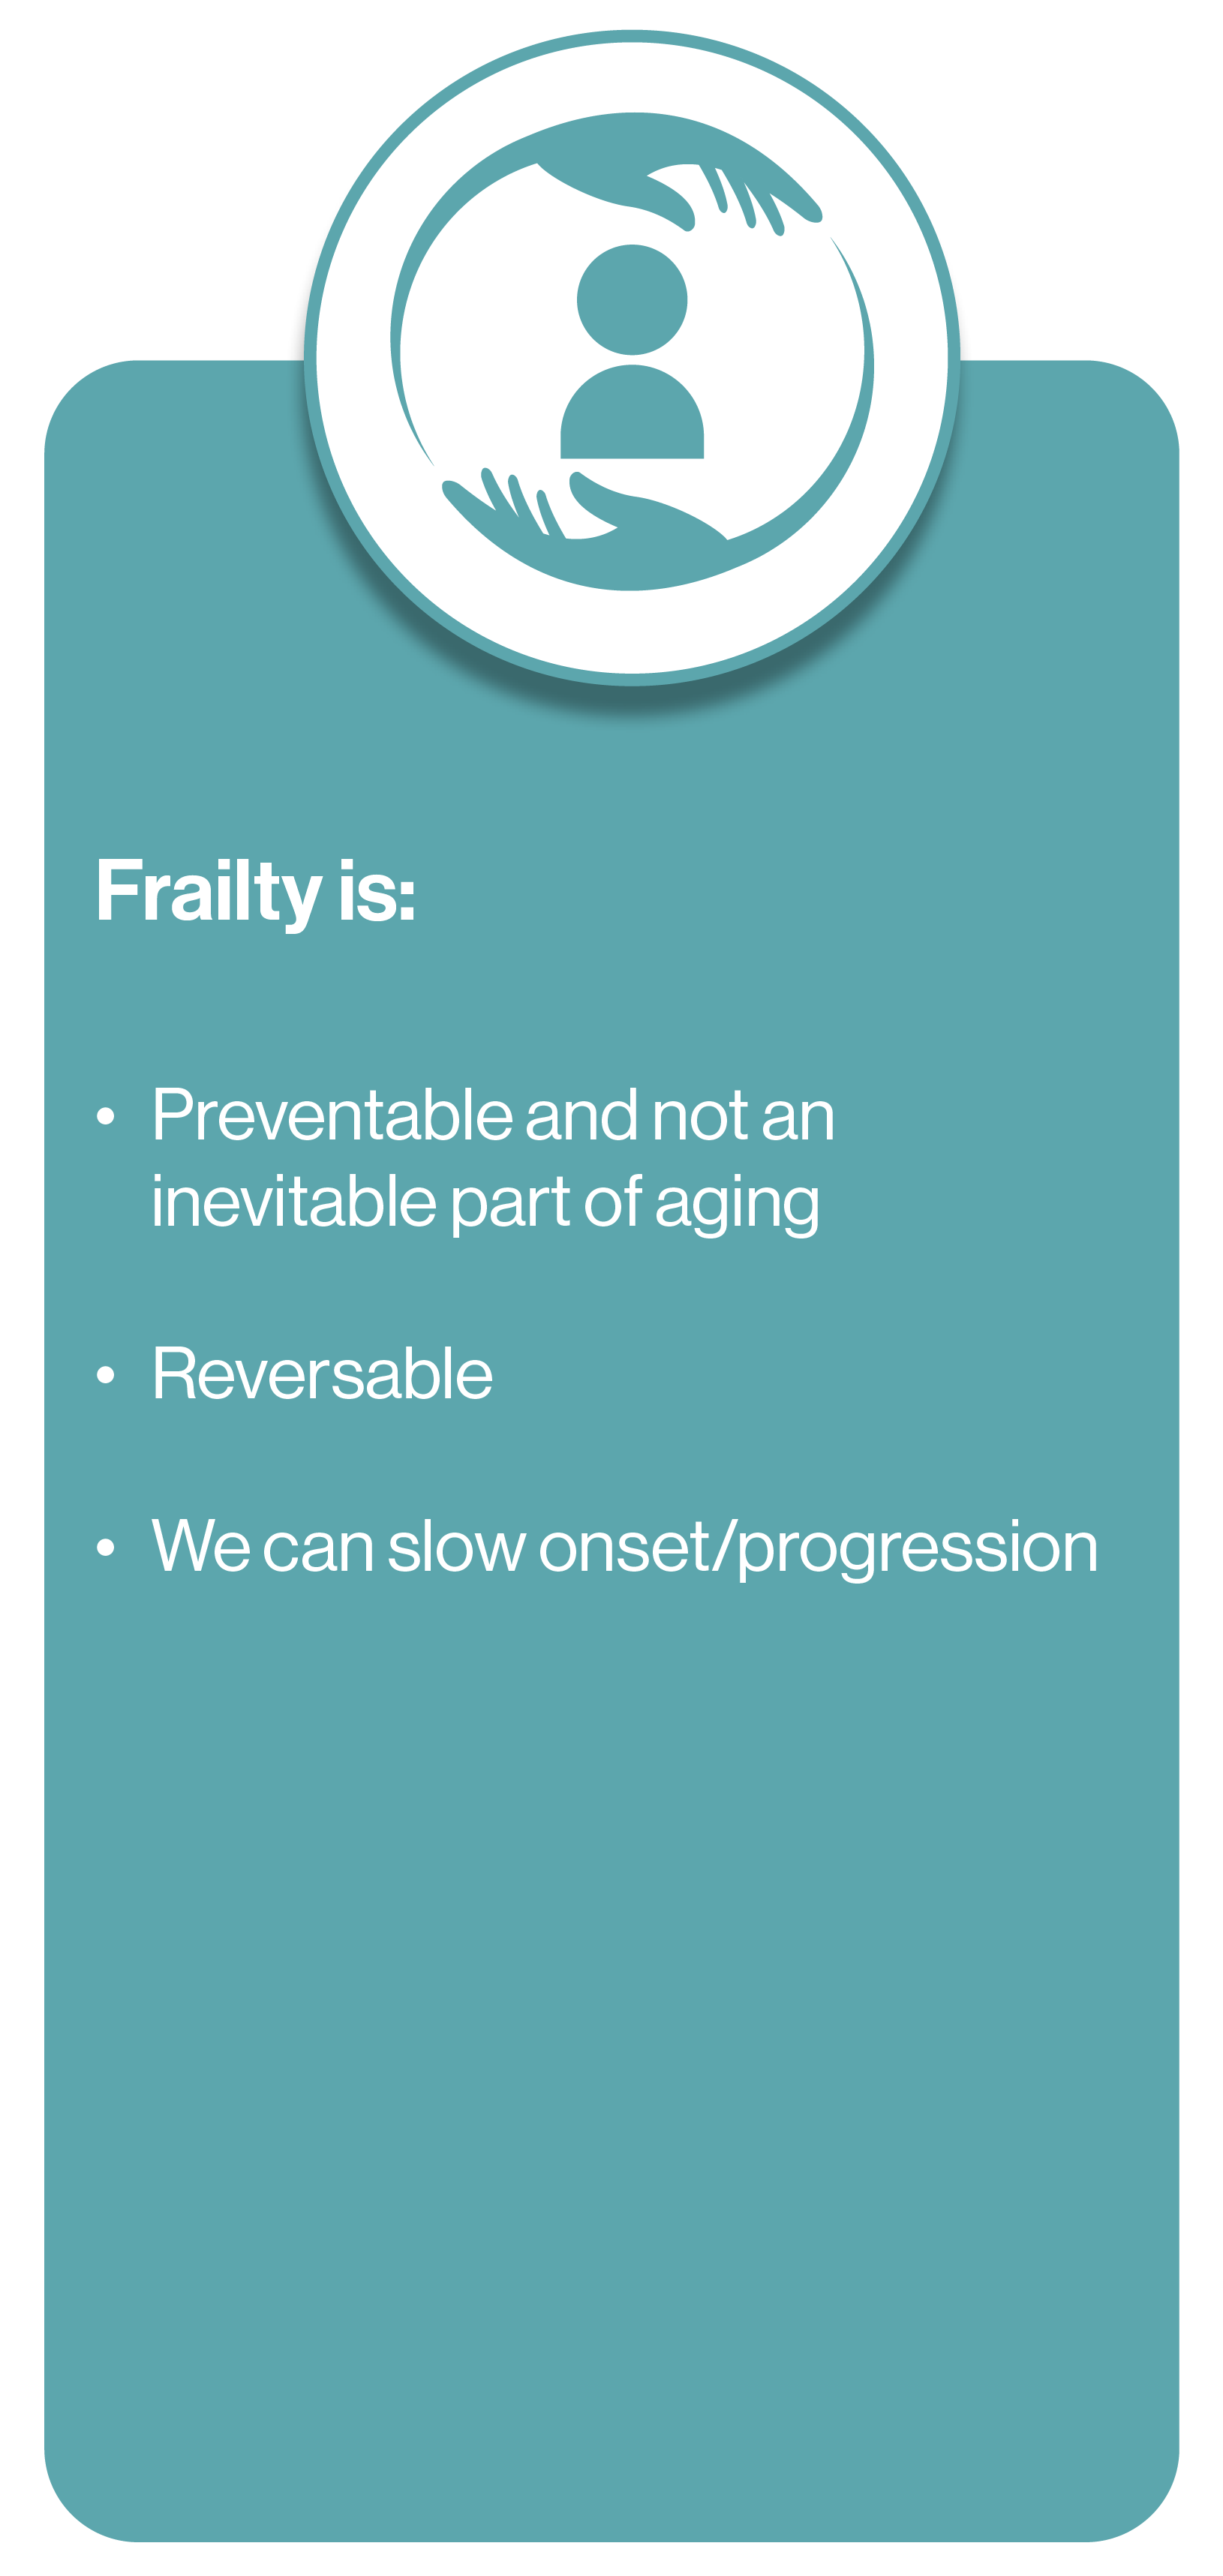 Frailty is:
• Preventable and not an
inevitable part of aging
• Reversable
• We can slow onset/progression